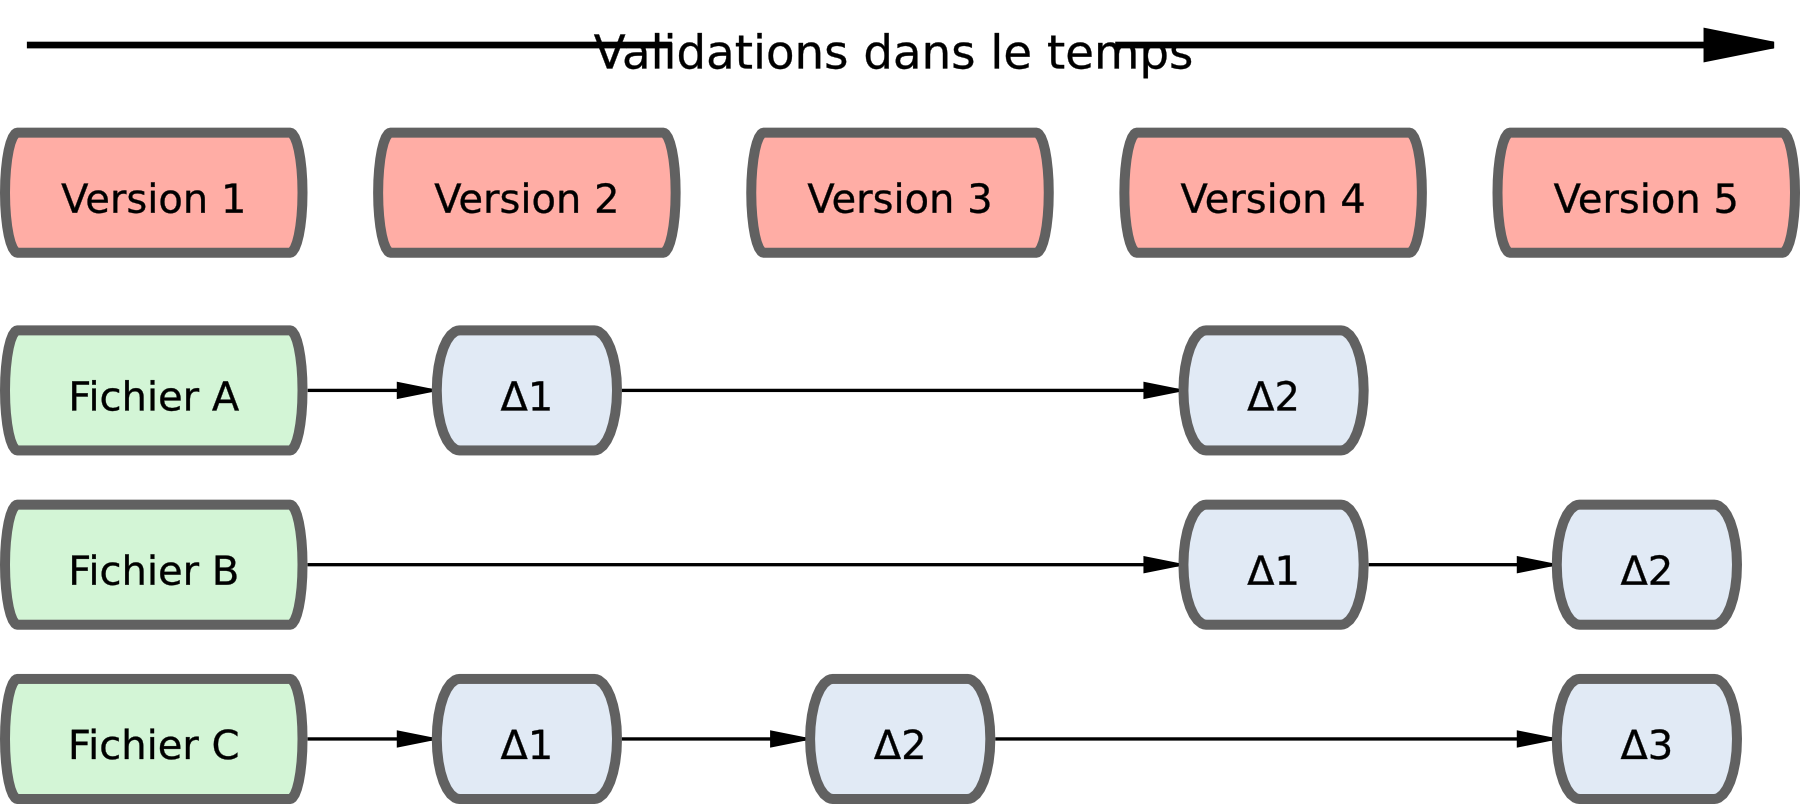 Validations dans le temps
Version 1 Version 2 Version 3 Version 4 Version 5
Fichier A Δ1 Δ2
Fichier B Δ1 Δ2
Fichier C Δ1 Δ2 Δ3